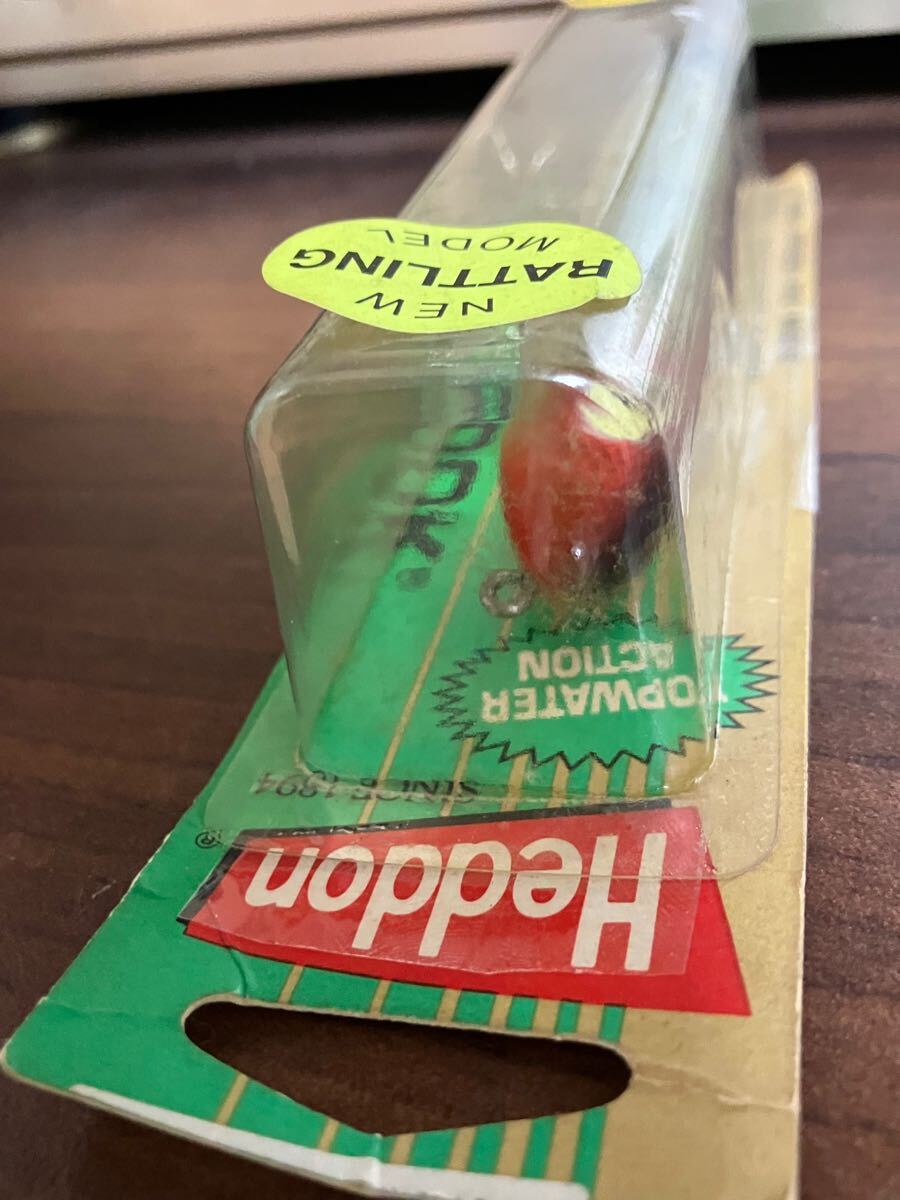 Heddon®
SINCE 1894
TOPWATER
ACTION
NEW
RATTLING
MODEL